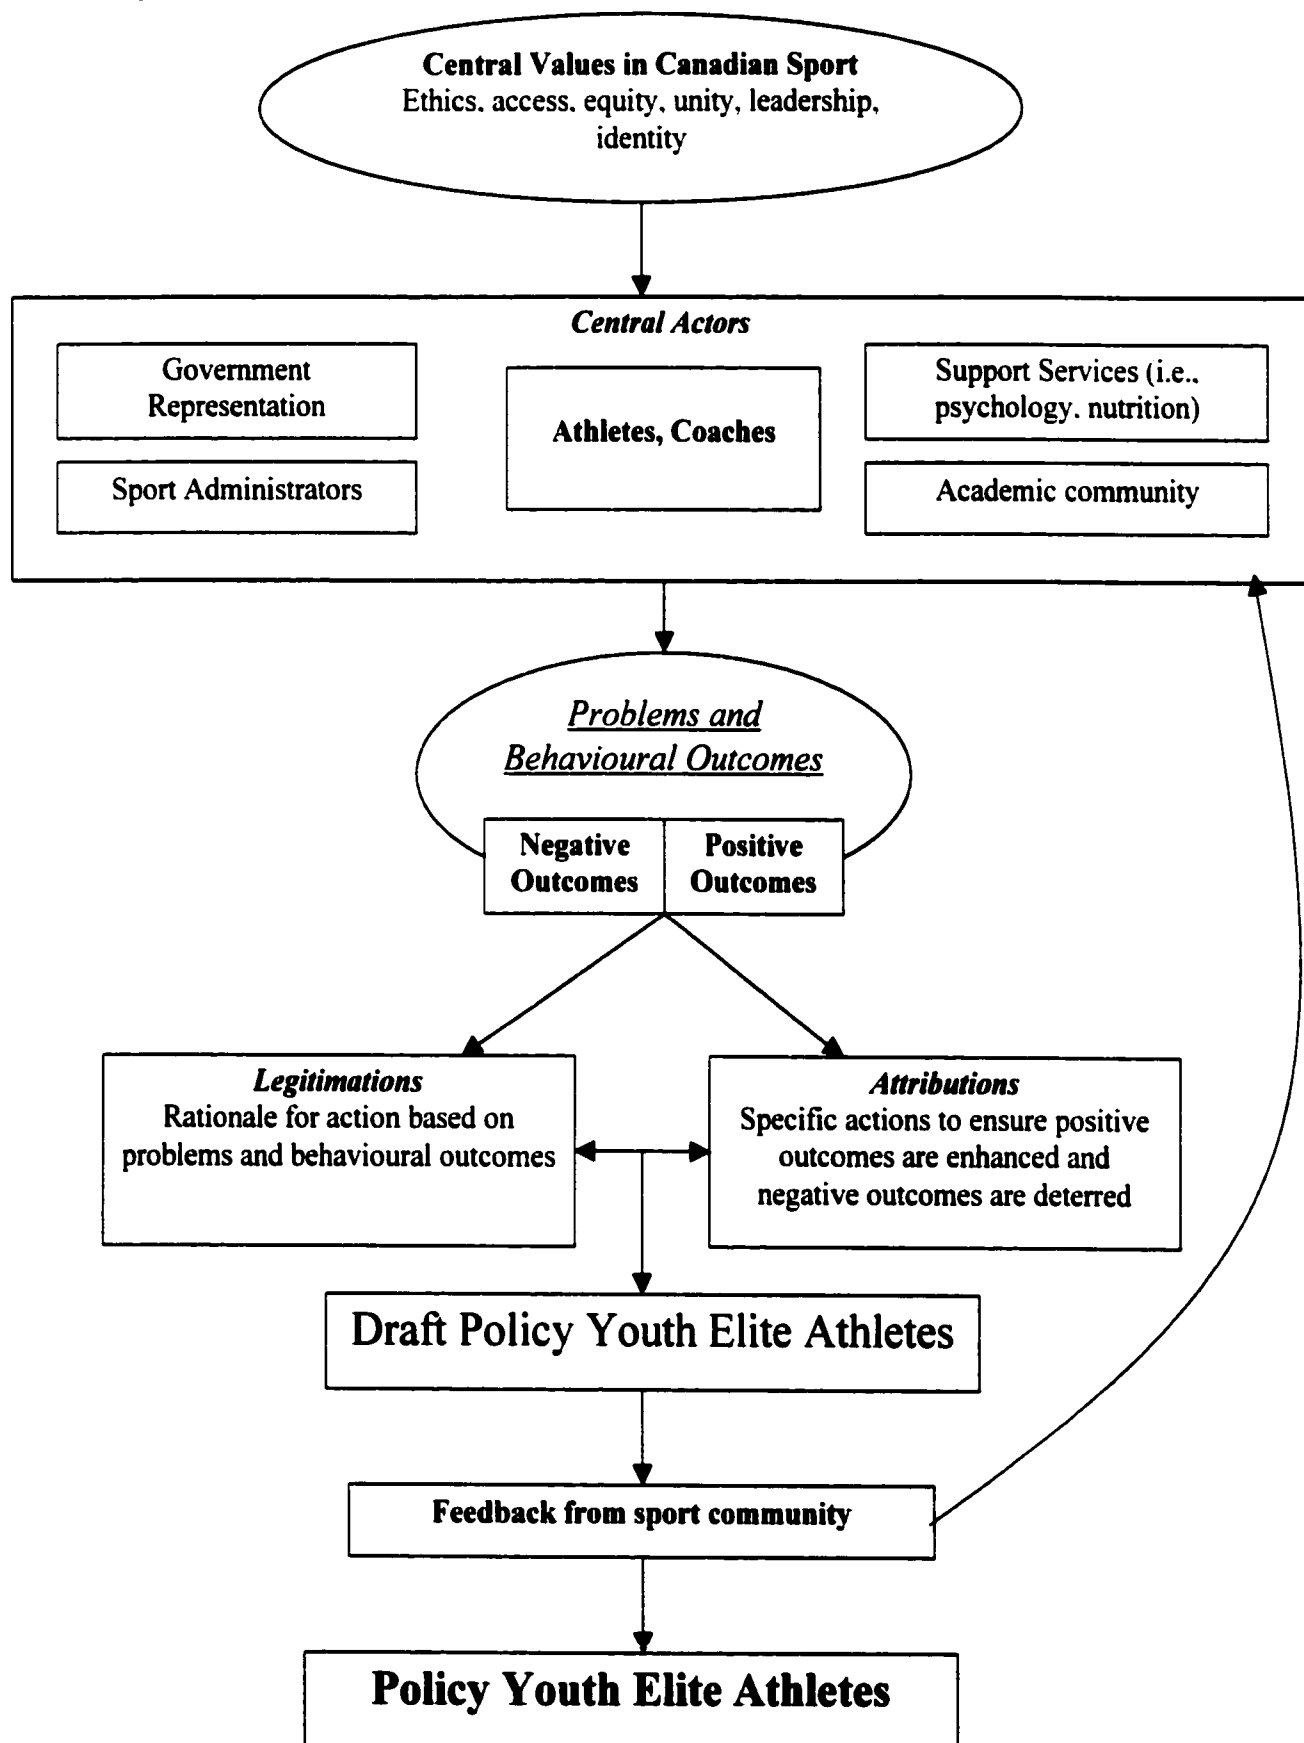 Central Values in Canadian Sport
Ethics. access. equity, unity, leadership,
identity
Central Actors
Government
Representation
Sport Administrators
Athletes, Coaches
Support Services (i.e.,
psychology. nutrition)
Academic community
Problems and
Behavioural Outcomes
Negative
Outcomes
Positive
Outcomes
Legitimations
Rationale for action based on
problems and behavioural outcomes
Attributions
Specific actions to ensure positive
outcomes are enhanced and
negative outcomes are deterred
Draft Policy Youth Elite Athletes
Feedback from sport community
Policy Youth Elite Athletes